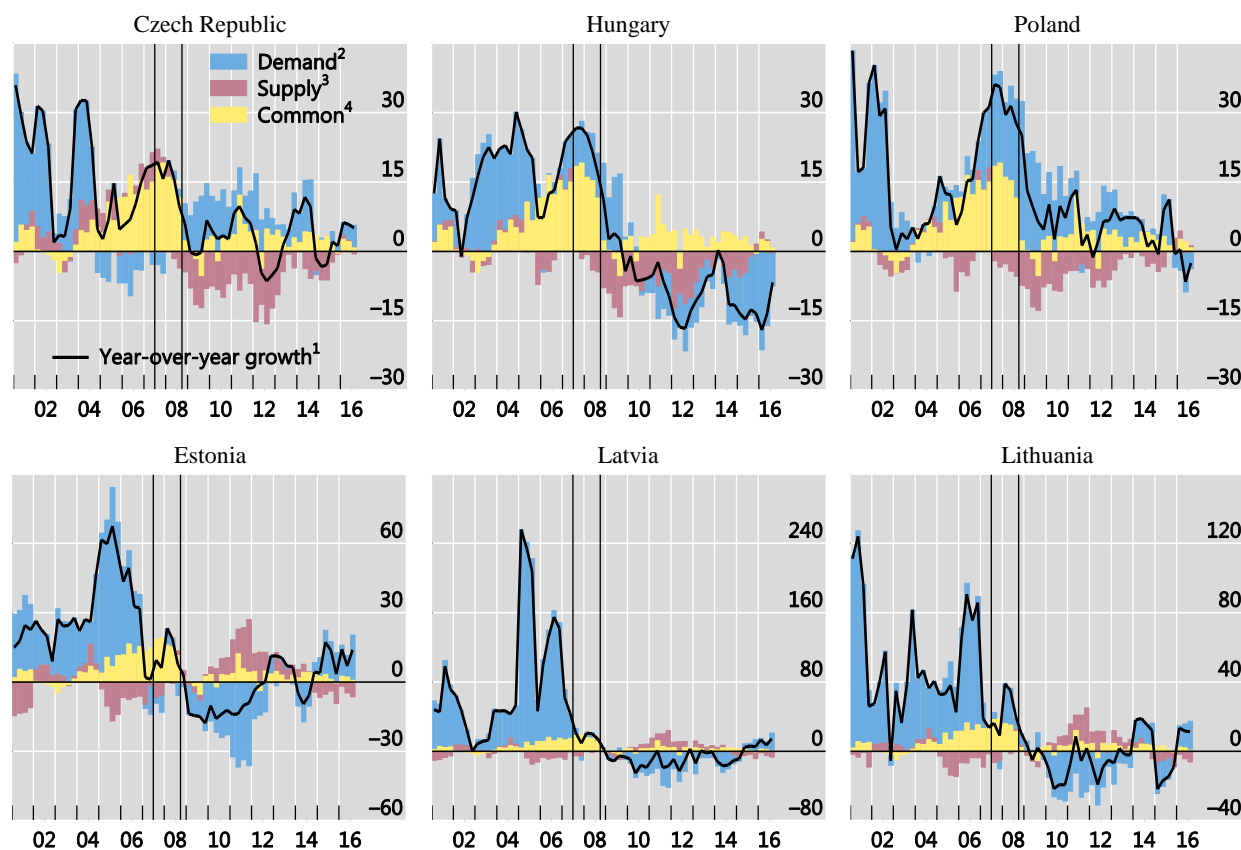 Czech Republic
Hungary
Poland
Demand²
Supply³
Common⁴
Year-over-year growth¹
30
15
0
–15
–30
30
15
0
–15
–30
30
15
0
–15
–30
02 04 06 08 10 12 14 16
02 04 06 08 10 12 14 16
02 04 06 08 10 12 14 16
Estonia
Latvia
Lithuania
60
30
0
–30
–60
240
160
80
0
–80
120
80
40
0
–40
02 04 06 08 10 12 14 16
02 04 06 08 10 12 14 16
02 04 06 08 10 12 14 16